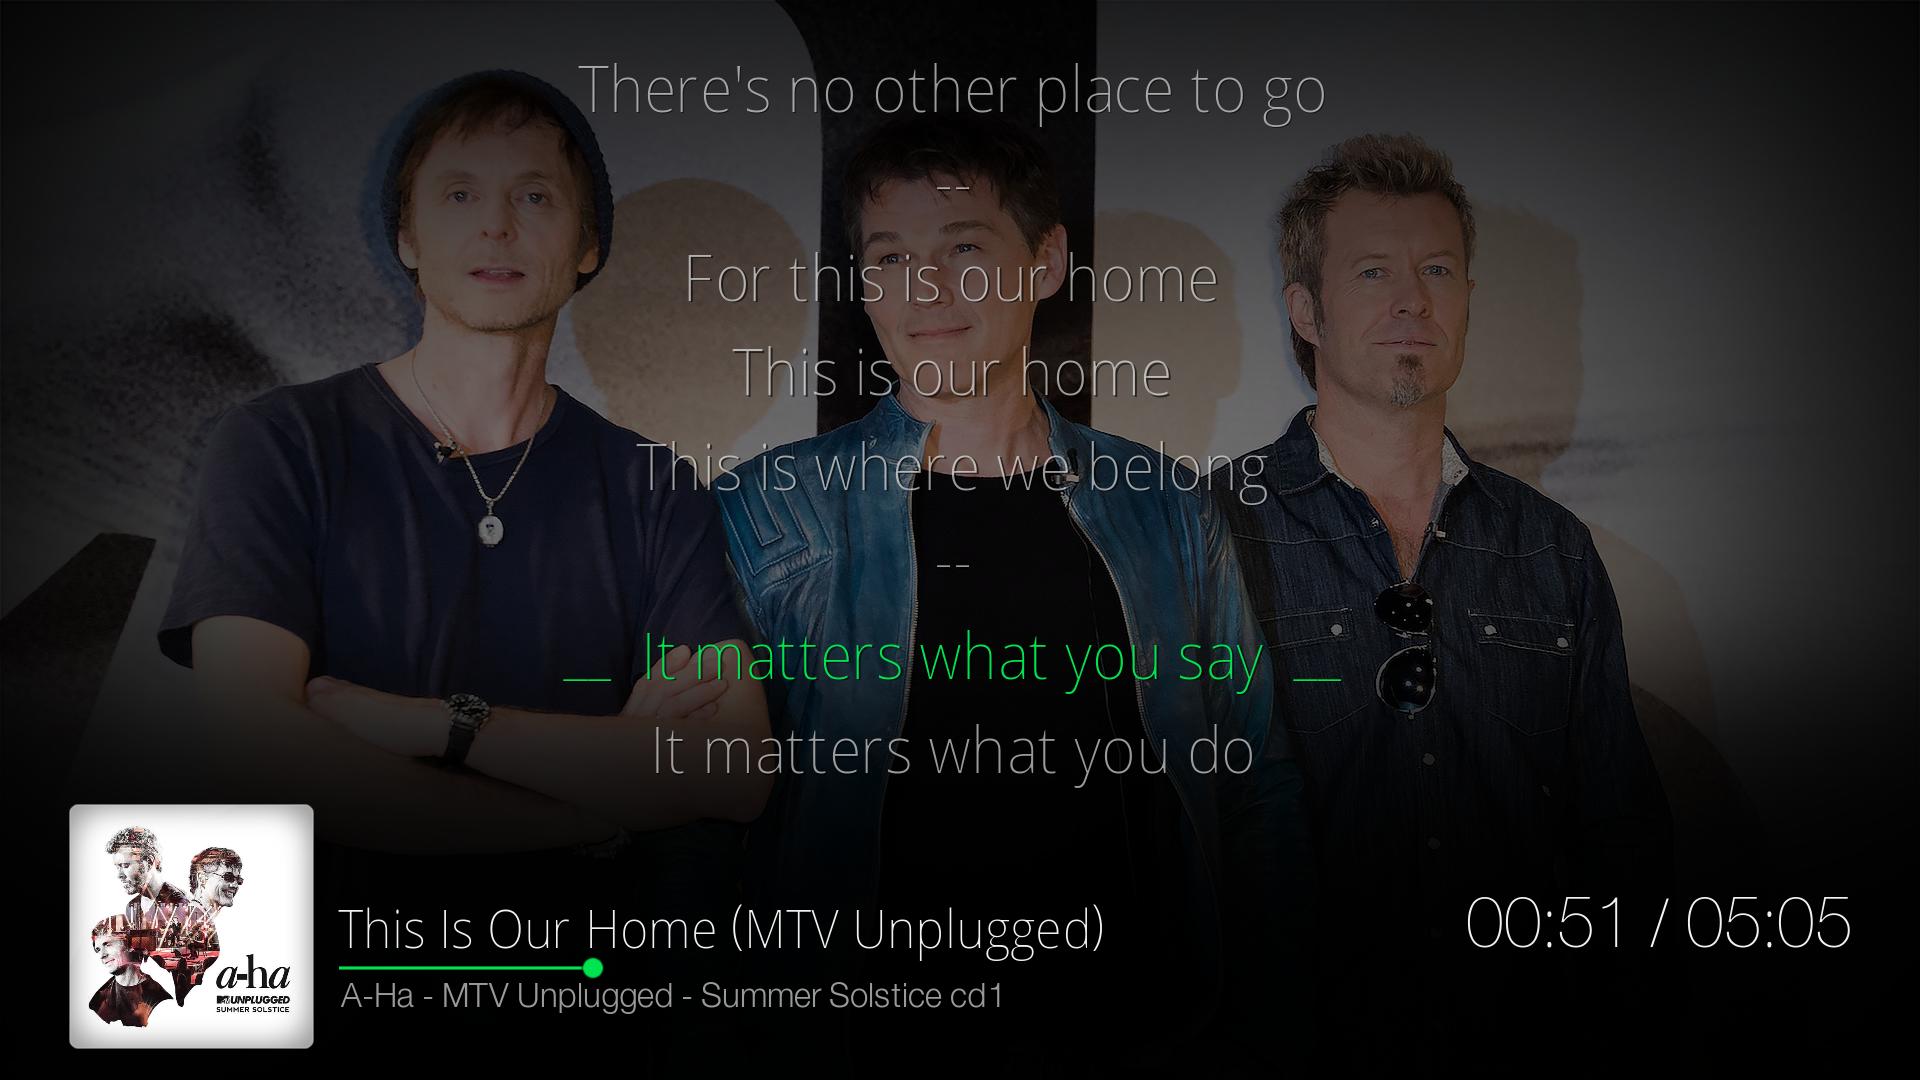 There's no other place to go
--
For this is our home
This is our home
This is where we belong
--
__ It matters what you say __
It matters what you do
a-ha
MTV UNPLUGGED
SUMMER SOLSTICE
This Is Our Home (MTV Unplugged)
00:51 / 05:05
A-Ha - MTV Unplugged - Summer Solstice cd1